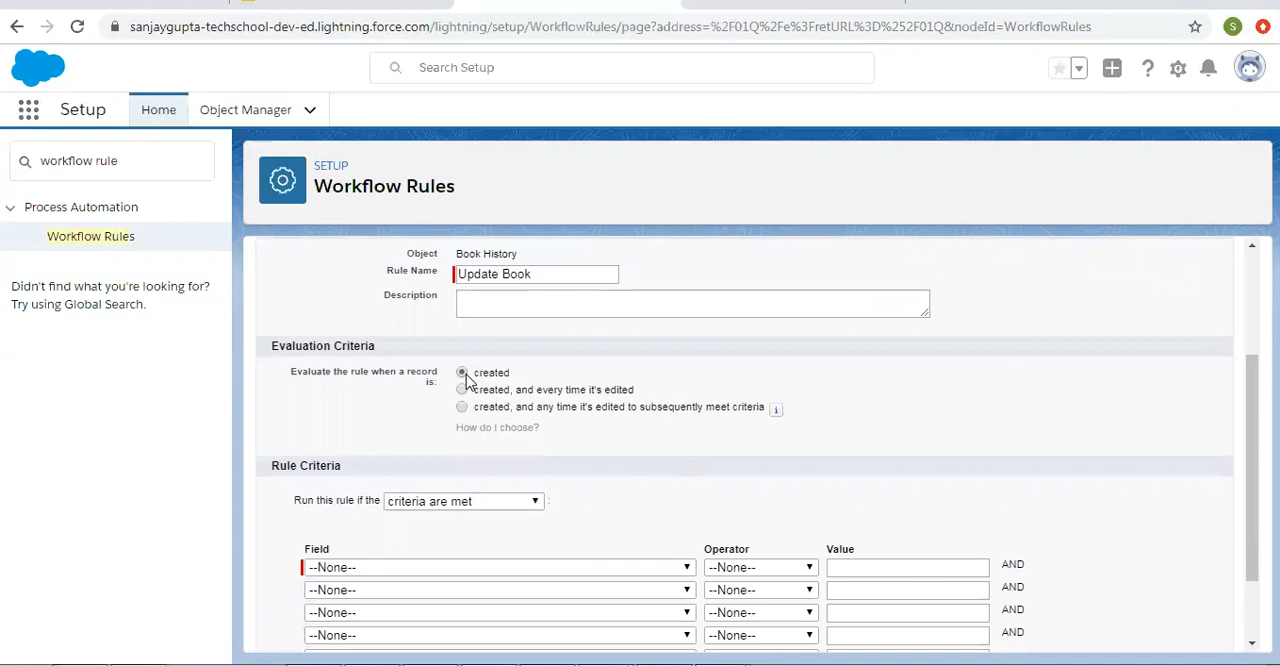 sanjaygupta-techschool-dev-ed.lightning.force.com/lightning/setup/WorkflowRules/page?address=%2F01Q%2Fe%3FretURL%3D%252F01Q&nodeId=WorkflowRules
S
Search Setup
Setup
Home
Object Manager
workflow rule
Process Automation
Workflow Rules
Didn't find what you're looking for?
Try using Global Search.
SETUP
Workflow Rules
Object Book History
Rule Name Update Book
Description
Evaluation Criteria
Evaluate the rule when a record
is:
created
created, and every time it's edited
created, and any time it's edited to subsequently meet criteria
How do I choose?
Rule Criteria
Run this rule if the criteria are met :
Field Operator Value
--None-- --None-- AND
--None-- --None-- AND
--None-- --None-- AND
--None-- --None-- AND